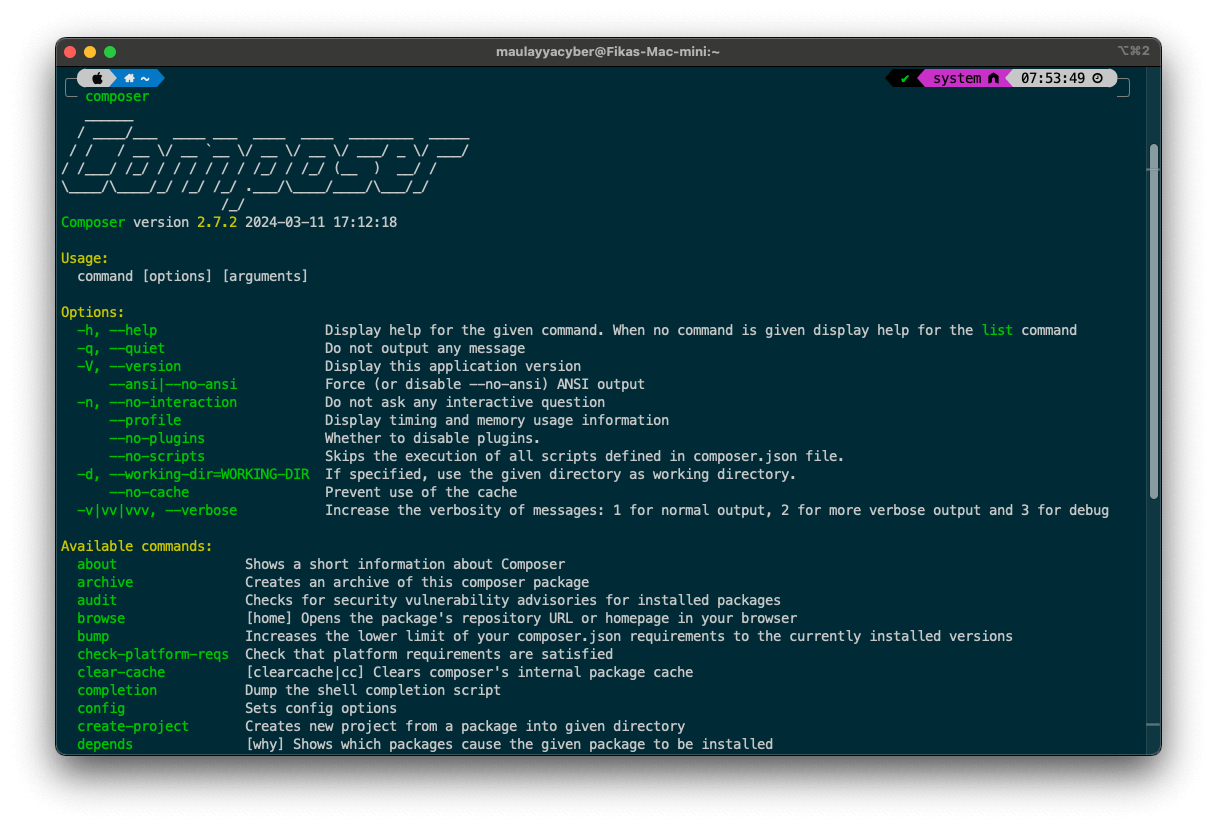 maulayyacyber@Fikas-Mac-mini:~ ⌥⌘2
~ ✔ system 07:53:49
composer
   ______
  / ____/___  ____ ___  ____  ____  ________  _____
 / /   / __ \/ __ `__ \/ __ \/ __ \/ ___/ _ \/ ___/
/ /___/ /_/ / / / / / / /_/ / /_/ (__  )  __/ /
\____/\____/_/ /_/ /_/ .___/\____/____/\___/_/
                    /_/
Composer version 2.7.2 2024-03-11 17:12:18
Usage:
  command [options] [arguments]
Options:
  -h, --help                     Display help for the given command. When no command is given display help for the list command
  -q, --quiet                    Do not output any message
  -V, --version                  Display this application version
      --ansi|--no-ansi           Force (or disable --no-ansi) ANSI output
  -n, --no-interaction           Do not ask any interactive question
      --profile                  Display timing and memory usage information
      --no-plugins               Whether to disable plugins.
      --no-scripts               Skips the execution of all scripts defined in composer.json file.
  -d, --working-dir=WORKING-DIR  If specified, use the given directory as working directory.
      --no-cache                 Prevent use of the cache
  -v|vv|vvv, --verbose           Increase the verbosity of messages: 1 for normal output, 2 for more verbose output and 3 for debug
Available commands:
  about                Shows a short information about Composer
  archive              Creates an archive of this composer package
  audit                Checks for security vulnerability advisories for installed packages
  browse               [home] Opens the package's repository URL or homepage in your browser
  bump                 Increases the lower limit of your composer.json requirements to the currently installed versions
  check-platform-reqs  Check that platform requirements are satisfied
  clear-cache          [clearcache|cc] Clears composer's internal package cache
  completion           Dump the shell completion script
  config               Sets config options
  create-project       Creates new project from a package into given directory
  depends              [why] Shows which packages cause the given package to be installed